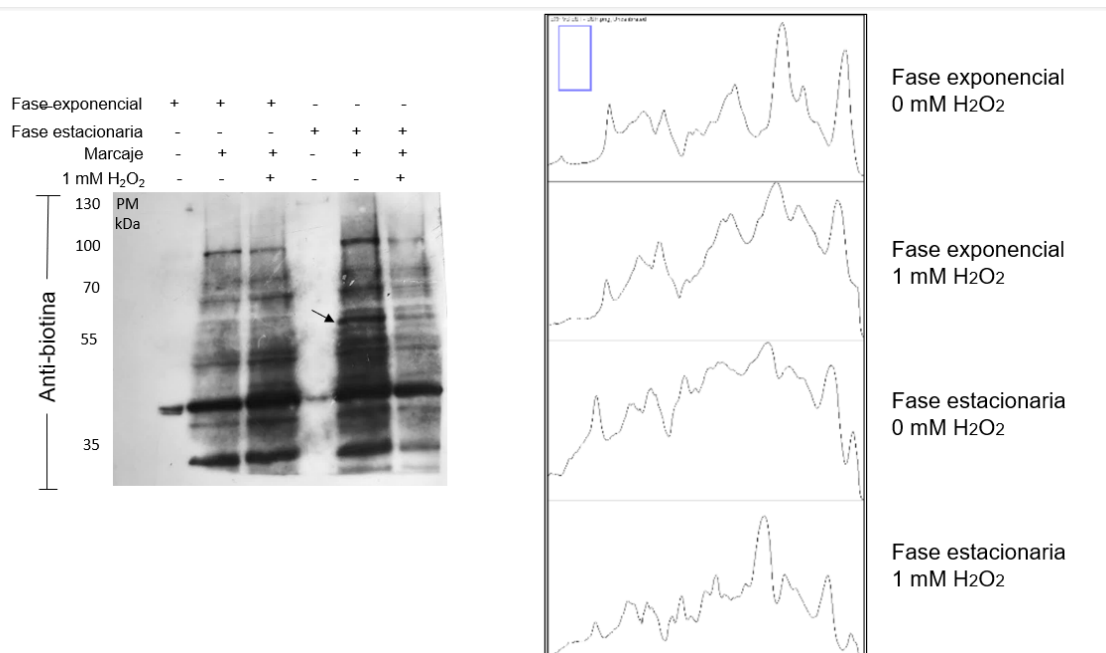 Fase exponencial + + + - - -
Fase estacionaria - - - + + +
Marcaje - + + - + +
1 mM H₂O₂ - - + - - +
130 PM
kDa
100
70
55
35
Anti-biotina
Fase exponencial
0 mM H2O2
Fase exponencial
1 mM H2O2
Fase estacionaria
0 mM H2O2
Fase estacionaria
1 mM H2O2